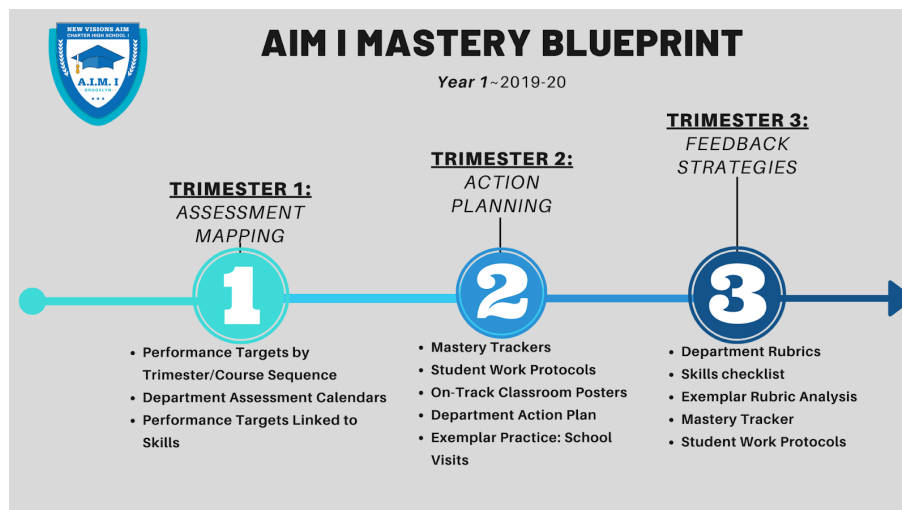 NEW VISIONS AIM
CHARTER HIGH SCHOOL I
A.I.M. I
BROOKLYN
AIM I MASTERY BLUEPRINT
Year 1~2019-20
TRIMESTER 1:
ASSESSMENT
MAPPING
TRIMESTER 2:
ACTION
PLANNING
TRIMESTER 3:
FEEDBACK
STRATEGIES
1
2
3
• Performance Targets by
Trimester/Course Sequence
• Department Assessment Calendars
• Performance Targets Linked to
Skills
• Mastery Trackers
• Student Work Protocols
• On-Track Classroom Posters
• Department Action Plan
• Exemplar Practice: School
Visits
• Department Rubrics
• Skills checklist
• Exemplar Rubric Analysis
• Mastery Tracker
• Student Work Protocols